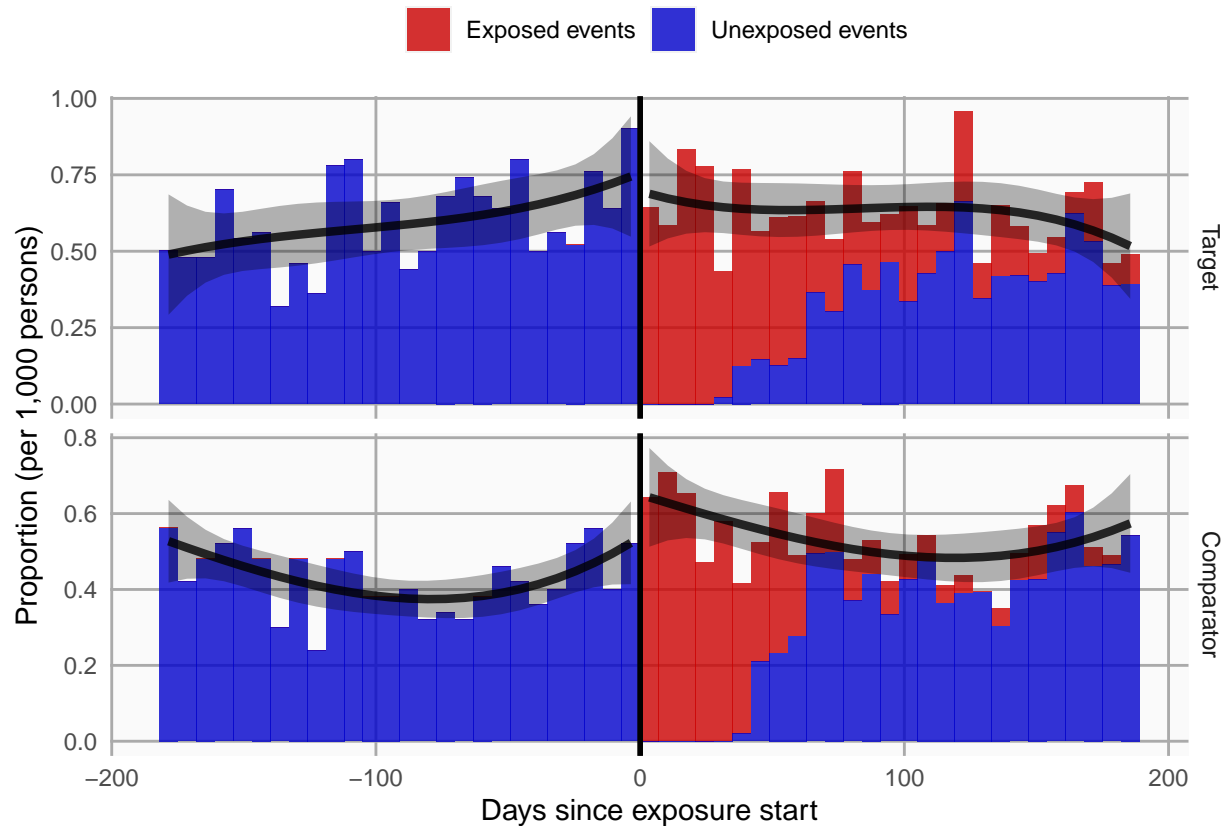 Exposed events Unexposed events
Proportion (per 1,000 persons)
1.00
0.75
0.50
0.25
0.00
Target
0.8
0.6
0.4
0.2
0.0
Comparator
−200 −100 0 100 200
Days since exposure start